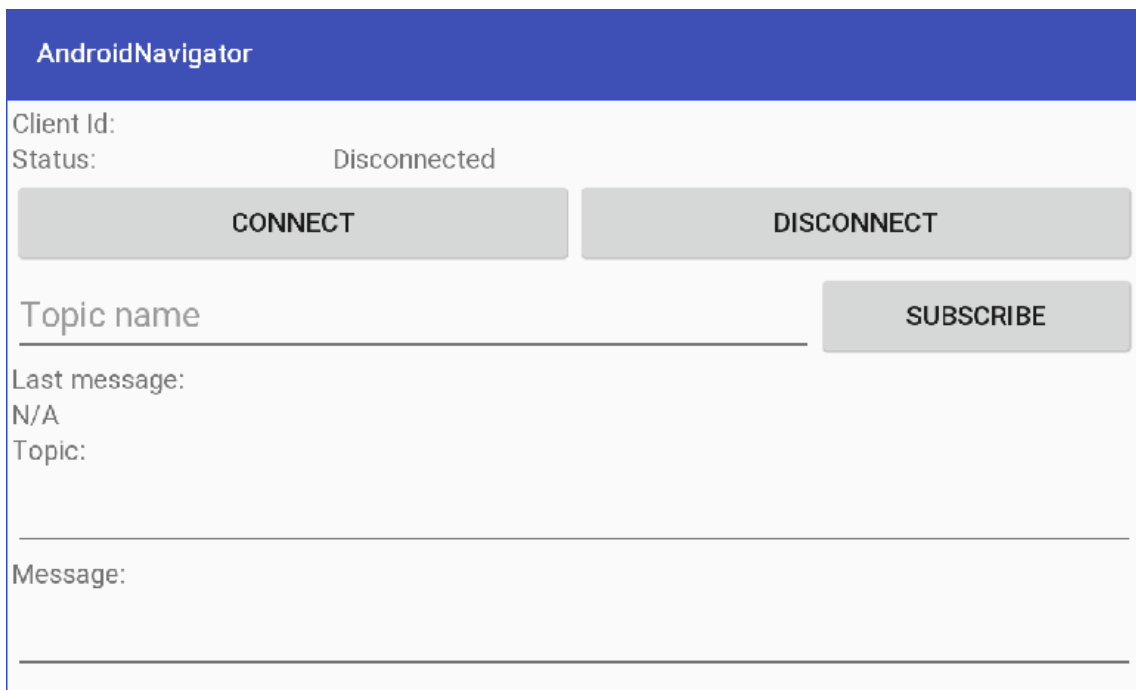 AndroidNavigator
Client Id:
Status: Disconnected
CONNECT DISCONNECT
Topic name SUBSCRIBE
Last message:
N/A
Topic:
Message: